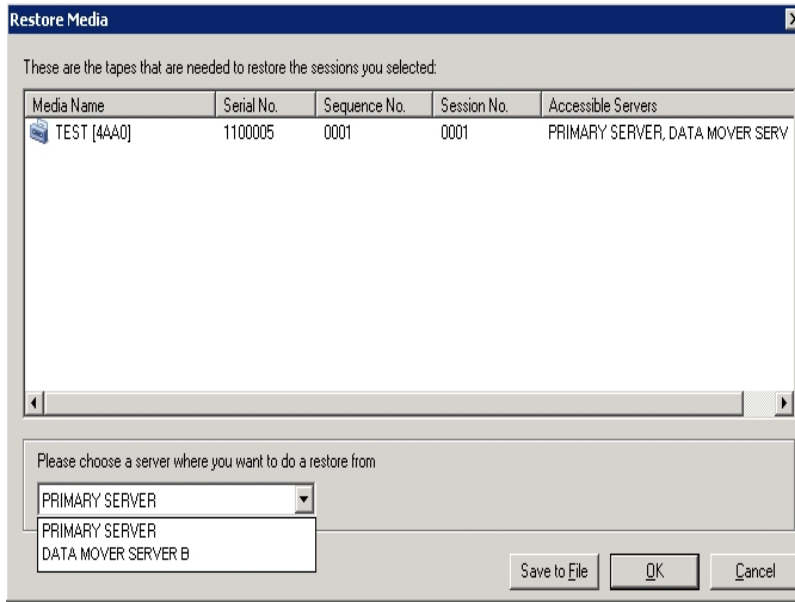 Restore Media
These are the tapes that are needed to restore the sessions you selected:
Media Name Serial No. Sequence No. Session No. Accessible Servers
TEST [4AA0] 1100005 0001 0001 PRIMARY SERVER, DATA MOVER SERV
Please choose a server where you want to do a restore from
PRIMARY SERVER
PRIMARY SERVER
DATA MOVER SERVER B
Save to File OK Cancel